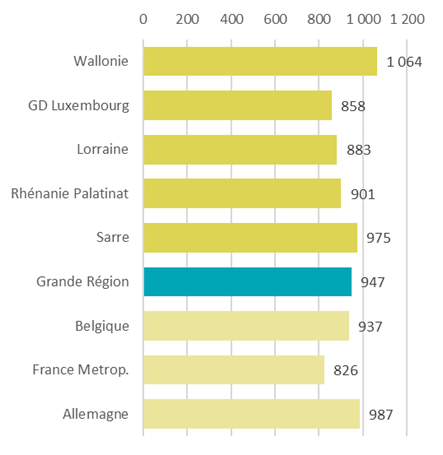 0 200 400 600 800 1 000 1 200
Wallonie 1 064
GD Luxembourg 858
Lorraine 883
Rhénanie Palatinat 901
Sarre 975
Grande Région 947
Belgique 937
France Metrop. 826
Allemagne 987